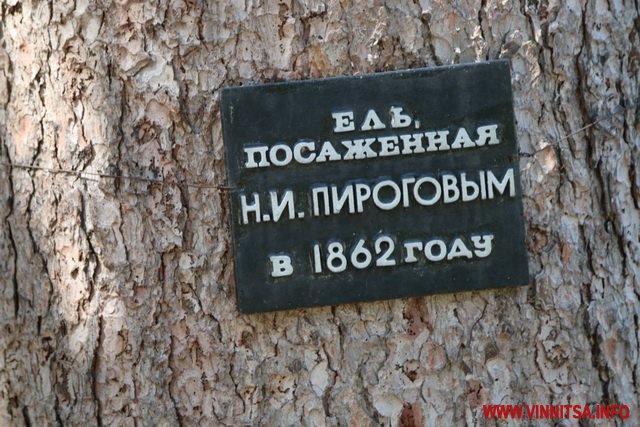 ЕЛЬ,
ПОСАЖЕННАЯ
Н.И. ПИРОГОВЫМ
В 1862 ГОДУ
WWW.VINNITSA.INFO